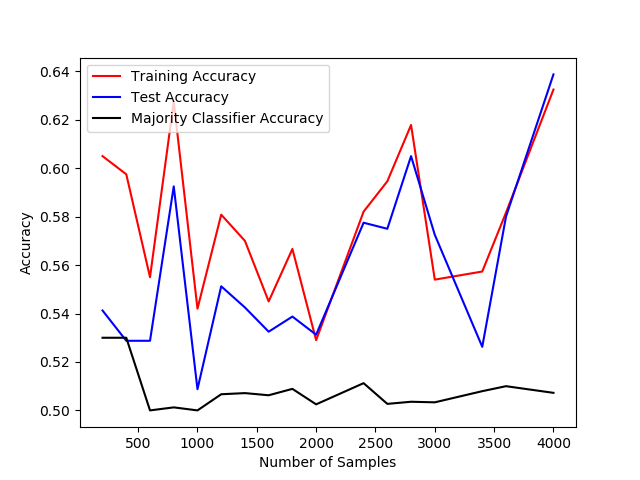 Training Accuracy
Test Accuracy
Majority Classifier Accuracy
0.64
0.62
0.60
0.58
0.56
0.54
0.52
0.50
Accuracy
500 1000 1500 2000 2500 3000 3500 4000
Number of Samples